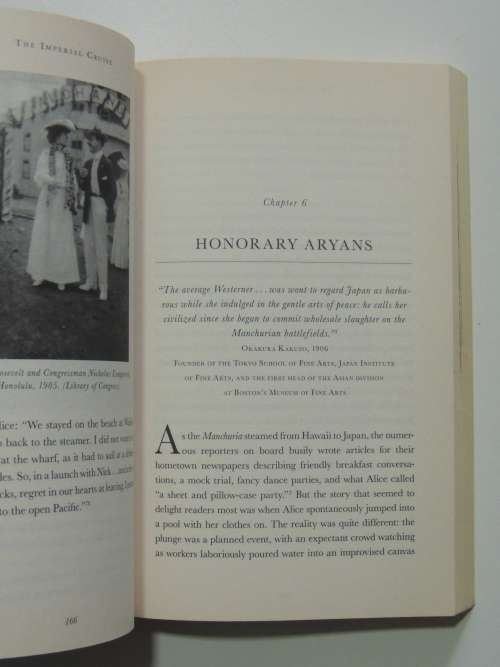 THE IMPERIAL CRUISE
oosevelt and Congressman Nicholas Longworth,
Honolulu, 1905. (Library of Congress)
lice: "We stayed on the beach at
o back to the steamer. I did not
at the wharf, as it had to sail at a
les. So, in a launch with Nick
cks, regret in our hearts at leaving,
to the open Pacific."
166
Chapter 6
HONORARY ARYANS
"The average Westerner . . . was wont to regard Japan as barba-
rous while she indulged in the gentle arts of peace: he calls her
civilized since she began to commit wholesale slaughter on the
Manchurian battlefields."1
OKAKURA KAKUZO, 1906
FOUNDER OF THE TOKYO SCHOOL OF FINE ARTS, JAPAN INSTITUTE
OF FINE ARTS, AND THE FIRST HEAD OF THE ASIAN DIVISION
AT BOSTON'S MUSEUM OF FINE ARTS
As the Manchuria steamed from Hawaii to Japan, the numer-
ous reporters on board busily wrote articles for their
hometown newspapers describing friendly breakfast conversa-
tions, a mock trial, fancy dance parties, and what Alice called
"a sheet and pillow-case party."2 But the story that seemed to
delight readers most was when Alice spontaneously jumped into
a pool with her clothes on. The reality was quite different: the
plunge was a planned event, with an expectant crowd watching
as workers laboriously poured water into an improvised canvas